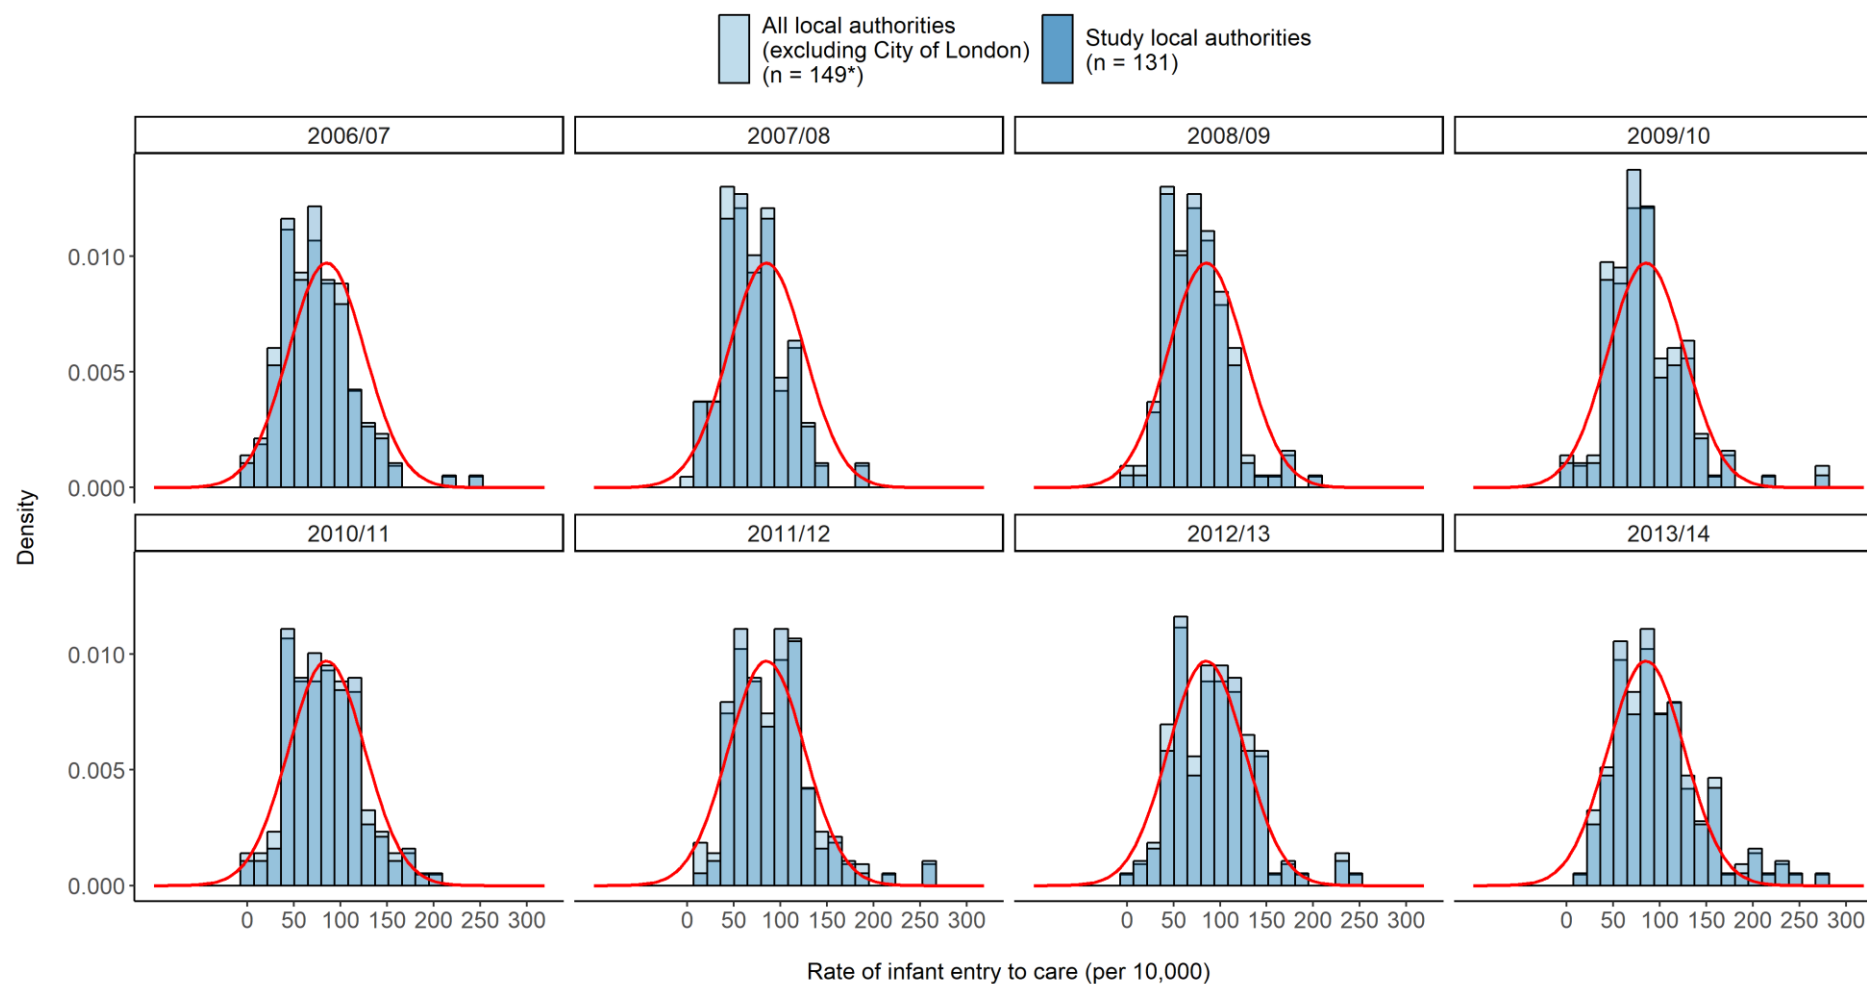 All local authorities
(excluding City of London)
(n = 149*)
Study local authorities
(n = 131)
2006/07
2007/08
2008/09
2009/10
0.010
0.005
0.000
2010/11
2011/12
2012/13
2013/14
0.010
0.005
0.000
0 50 100 150 200 250 300
0 50 100 150 200 250 300
0 50 100 150 200 250 300
0 50 100 150 200 250 300
Density
Rate of infant entry to care (per 10,000)